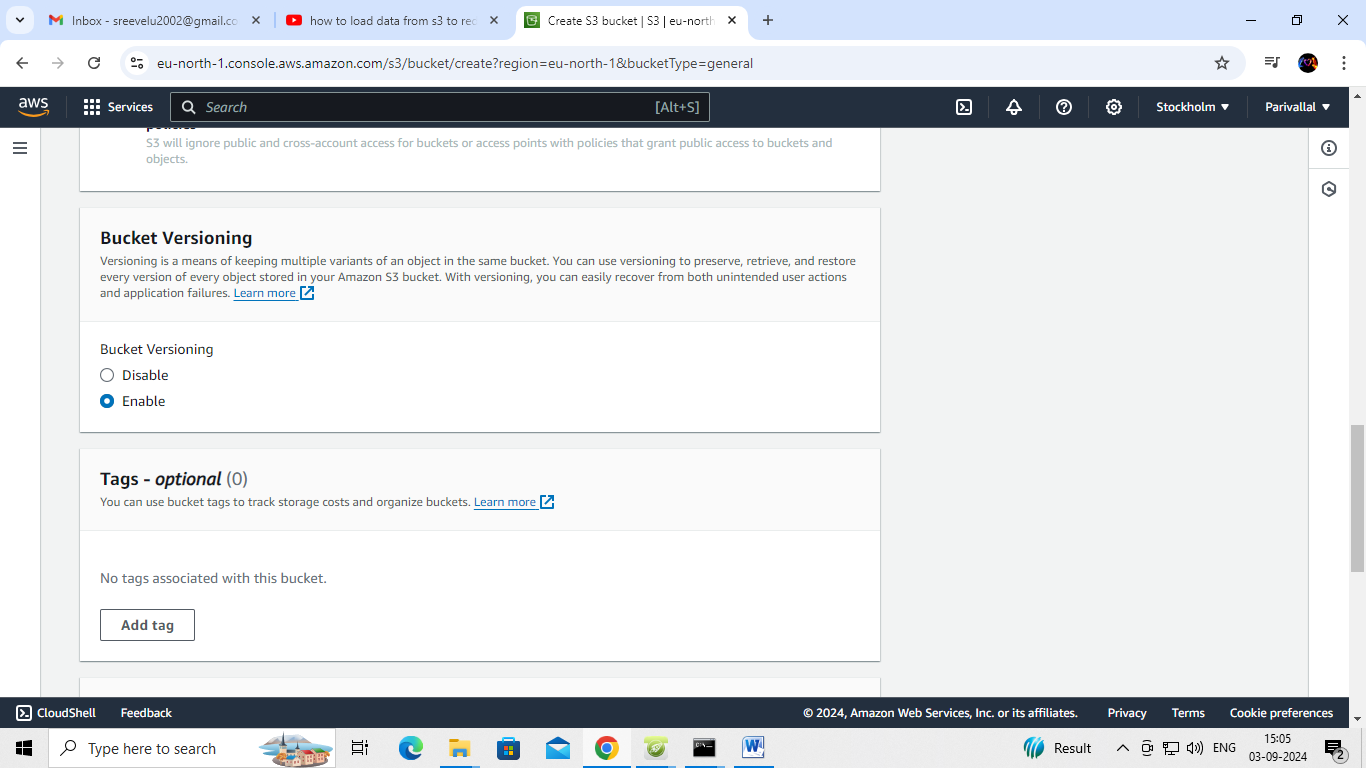 Inbox - sreevelu2002@gmail.co
how to load data from s3 to rec
Create S3 bucket | S3 | eu-north
eu-north-1.console.aws.amazon.com/s3/bucket/create?region=eu-north-1&bucketType=general
aws
Services
Search
[Alt+S]
Stockholm
Parivallal
policies
S3 will ignore public and cross-account access for buckets or access points with policies that grant public access to buckets and
objects.
Bucket Versioning
Versioning is a means of keeping multiple variants of an object in the same bucket. You can use versioning to preserve, retrieve, and restore
every version of every object stored in your Amazon S3 bucket. With versioning, you can easily recover from both unintended user actions
and application failures. Learn more
Bucket Versioning
Disable
Enable
Tags - optional (0)
You can use bucket tags to track storage costs and organize buckets. Learn more
No tags associated with this bucket.
Add tag
CloudShell
Feedback
© 2024, Amazon Web Services, Inc. or its affiliates.
Privacy
Terms
Cookie preferences
Type here to search
Result
ENG
15:05
03-09-2024
2